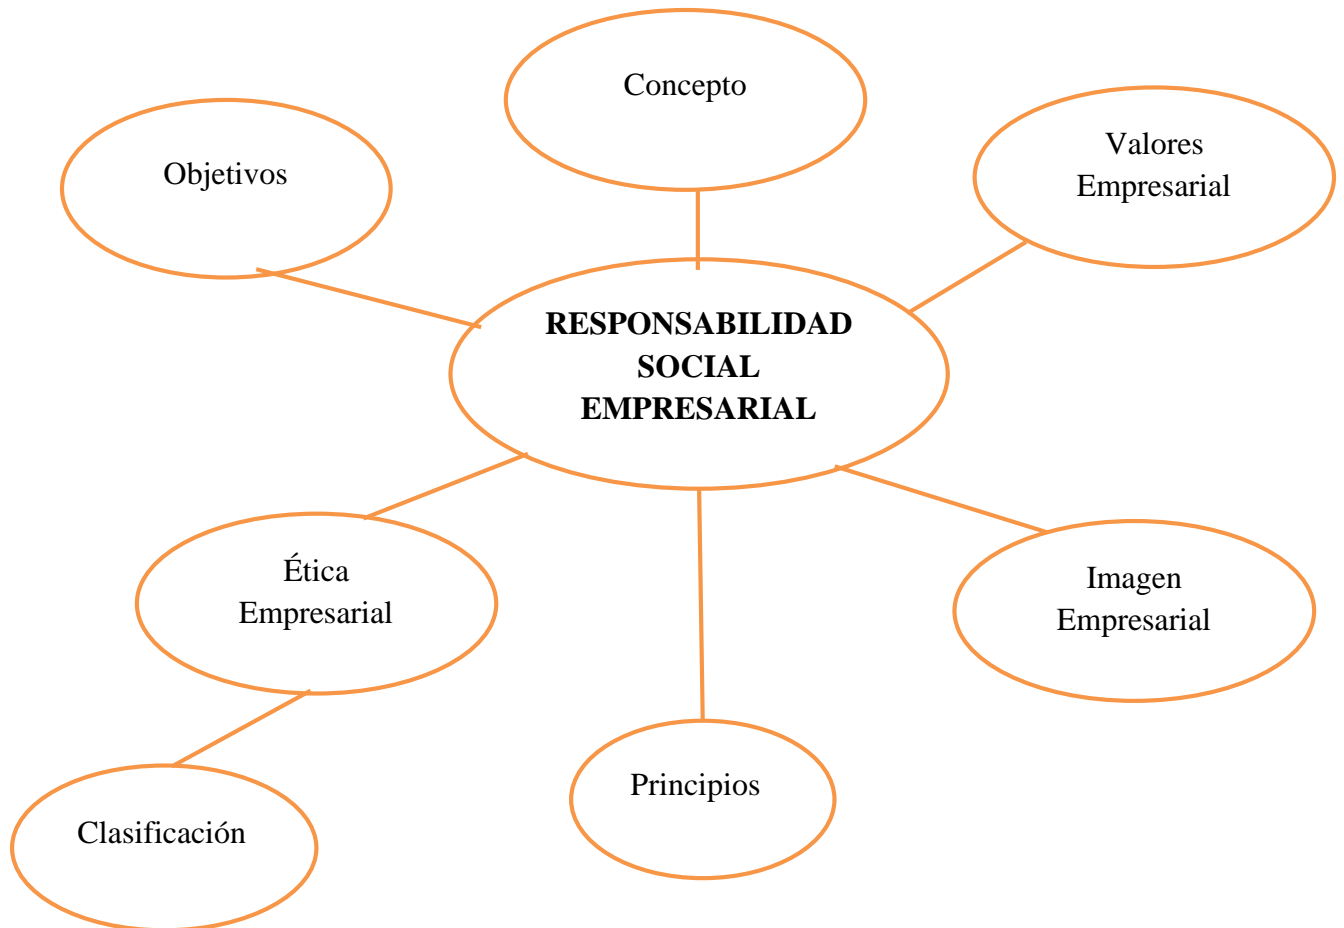 Concepto
Valores
Empresarial
Objetivos
RESPONSABILIDAD
SOCIAL
EMPRESARIAL
Ética
Empresarial
Imagen
Empresarial
Principios
Clasificación